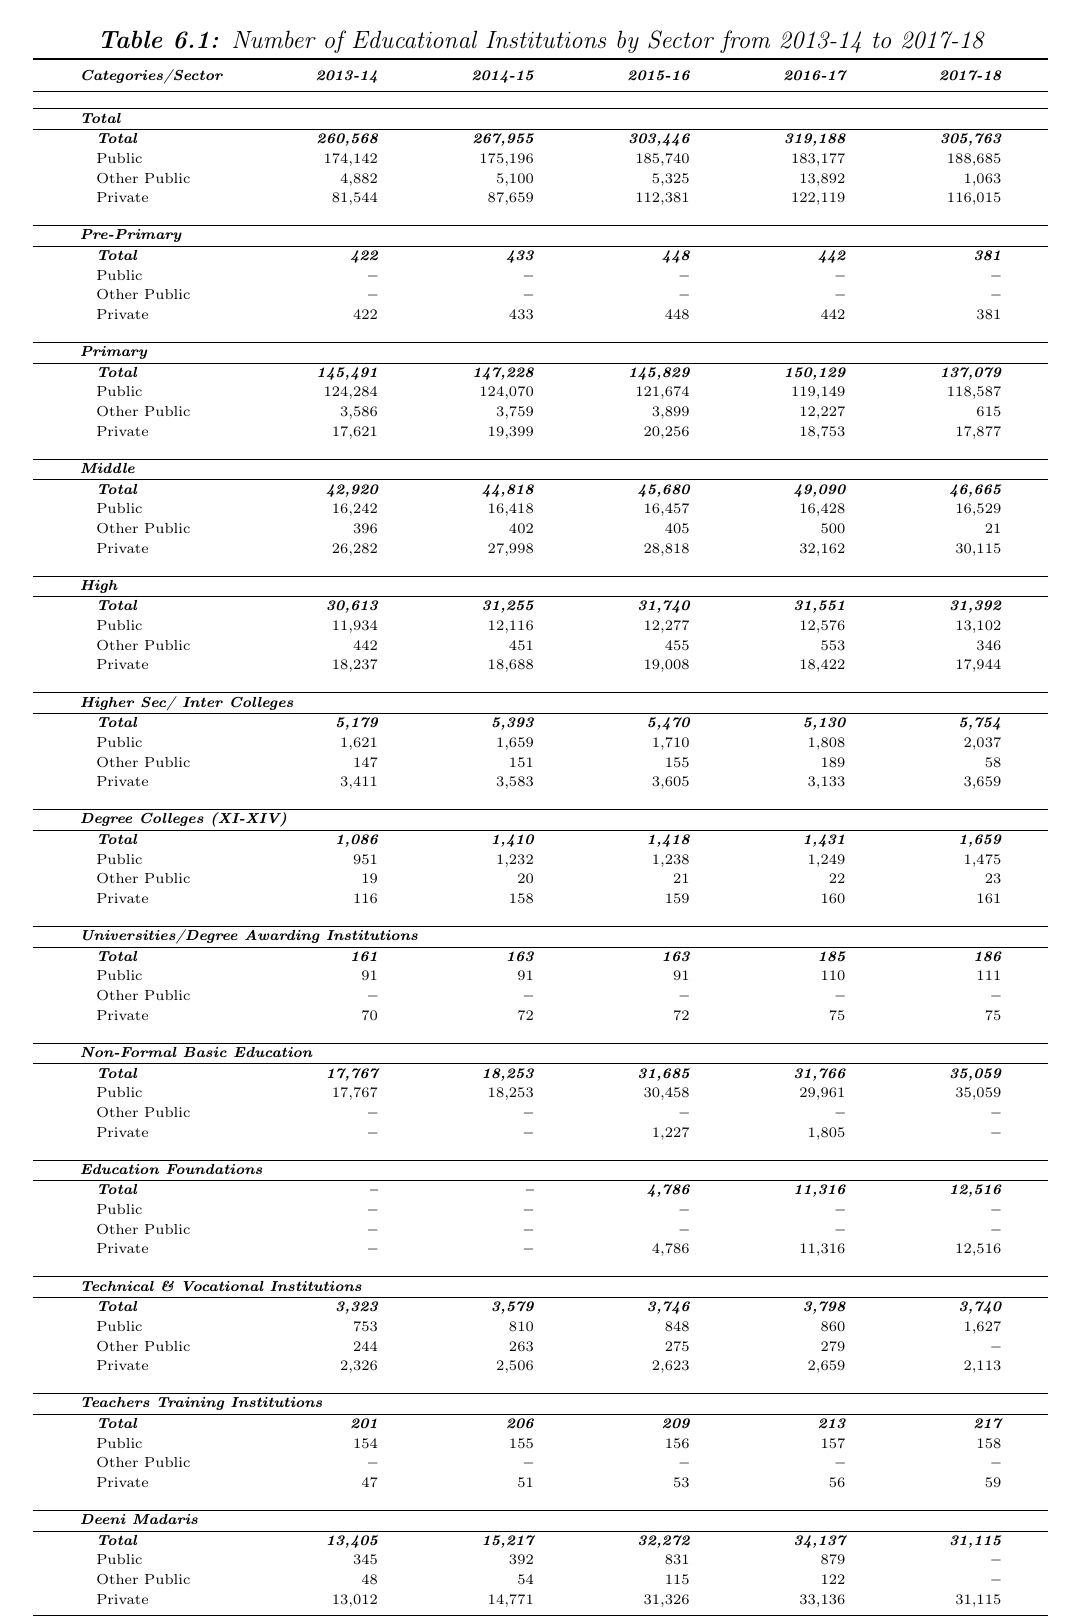 Table 6.1: Number of Educational Institutions by Sector from 2013-14 to 2017-18
Categories/Sector 2013-14 2014-15 2015-16 2016-17 2017-18
Total
Total 260,568 267,955 303,446 319,188 305,763
Public 174,142 175,196 185,740 183,177 188,685
Other Public 4,882 5,100 5,325 13,892 1,063
Private 81,544 87,659 112,381 122,119 116,015
Pre-Primary
Total 422 433 448 442 381
Public – – – – –
Other Public – – – – –
Private 422 433 448 442 381
Primary
Total 145,491 147,228 145,829 150,129 137,079
Public 124,284 124,070 121,674 119,149 118,587
Other Public 3,586 3,759 3,899 12,227 615
Private 17,621 19,399 20,256 18,753 17,877
Middle
Total 42,920 44,818 45,680 49,090 46,665
Public 16,242 16,418 16,457 16,428 16,529
Other Public 396 402 405 500 21
Private 26,282 27,998 28,818 32,162 30,115
High
Total 30,613 31,255 31,740 31,551 31,392
Public 11,934 12,116 12,277 12,576 13,102
Other Public 442 451 455 553 346
Private 18,237 18,688 19,008 18,422 17,944
Higher Sec/ Inter Colleges
Total 5,179 5,393 5,470 5,130 5,754
Public 1,621 1,659 1,710 1,808 2,037
Other Public 147 151 155 189 58
Private 3,411 3,583 3,605 3,133 3,659
Degree Colleges (XI-XIV)
Total 1,086 1,410 1,418 1,431 1,659
Public 951 1,232 1,238 1,249 1,475
Other Public 19 20 21 22 23
Private 116 158 159 160 161
Universities/Degree Awarding Institutions
Total 161 163 163 185 186
Public 91 91 91 110 111
Other Public – – – – –
Private 70 72 72 75 75
Non-Formal Basic Education
Total 17,767 18,253 31,685 31,766 35,059
Public 17,767 18,253 30,458 29,961 35,059
Other Public – – – – –
Private – – 1,227 1,805 –
Education Foundations
Total – – 4,786 11,316 12,516
Public – – – – –
Other Public – – – – –
Private – – 4,786 11,316 12,516
Technical & Vocational Institutions
Total 3,323 3,579 3,746 3,798 3,740
Public 753 810 848 860 1,627
Other Public 244 263 275 279 –
Private 2,326 2,506 2,623 2,659 2,113
Teachers Training Institutions
Total 201 206 209 213 217
Public 154 155 156 157 158
Other Public – – – – –
Private 47 51 53 56 59
Deeni Madaris
Total 13,405 15,217 32,272 34,137 31,115
Public 345 392 831 879 –
Other Public 48 54 115 122 –
Private 13,012 14,771 31,326 33,136 31,115